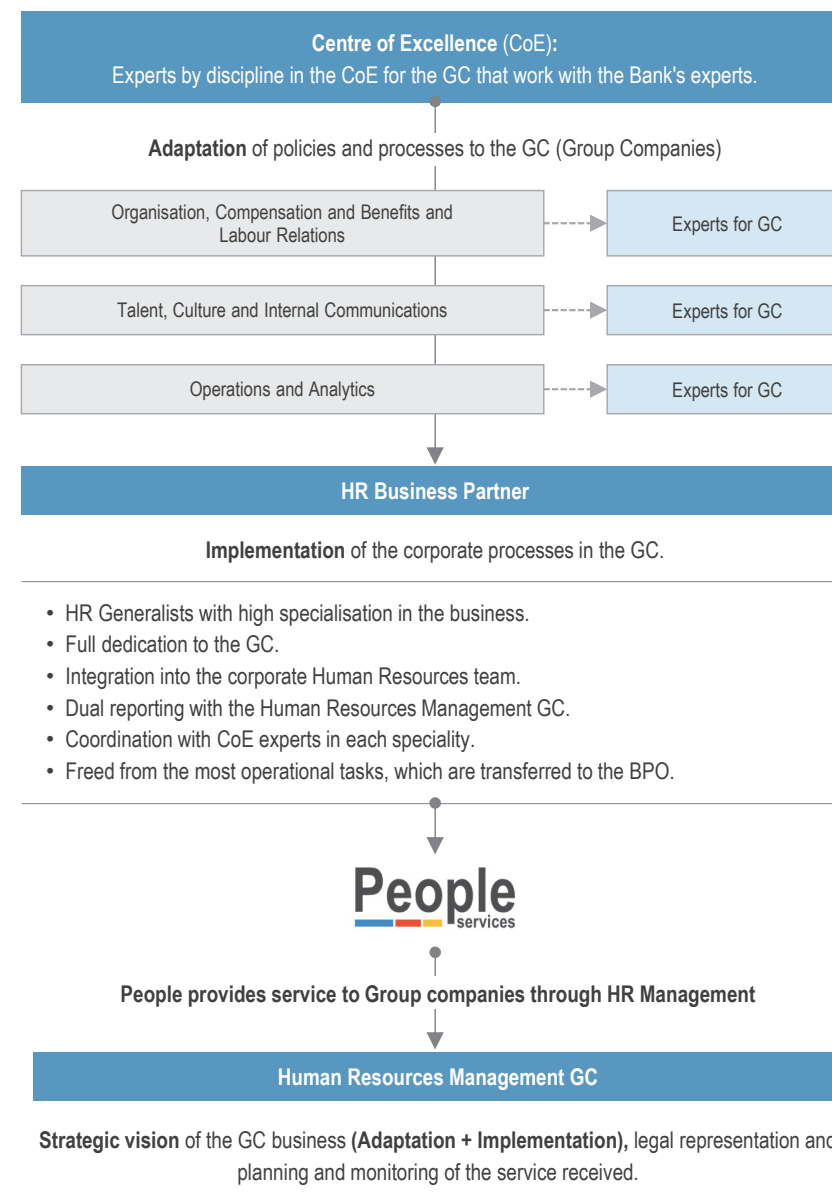 Centre of Excellence (CoE):
Experts by discipline in the CoE for the GC that work with the Bank's experts.
Adaptation of policies and processes to the GC (Group Companies)
Organisation, Compensation and Benefits and
Labour Relations
Experts for GC
Talent, Culture and Internal Communications
Experts for GC
Operations and Analytics
Experts for GC
HR Business Partner
Implementation of the corporate processes in the GC.
• HR Generalists with high specialisation in the business.
• Full dedication to the GC.
• Integration into the corporate Human Resources team.
• Dual reporting with the Human Resources Management GC.
• Coordination with CoE experts in each speciality.
• Freed from the most operational tasks, which are transferred to the BPO.
People
services
People provides service to Group companies through HR Management
Human Resources Management GC
Strategic vision of the GC business (Adaptation + Implementation), legal representation and
planning and monitoring of the service received.